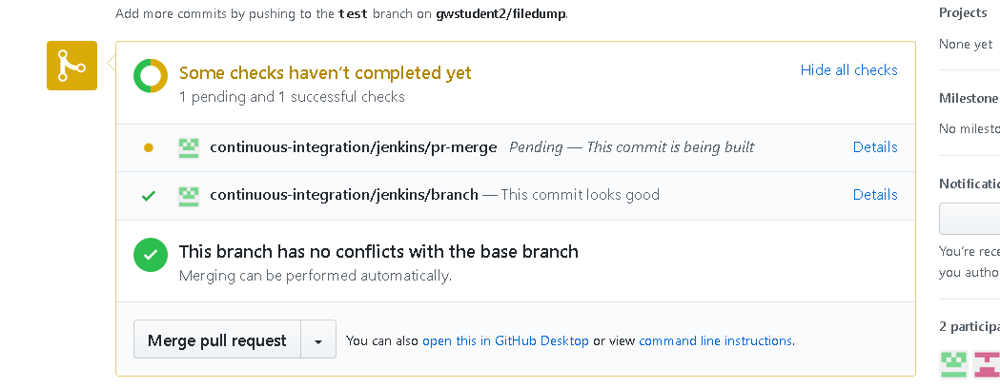 Add more commits by pushing to the test branch on gwstudent2/filedump.
Some checks haven't completed yet
Hide all checks
1 pending and 1 successful checks
continuous-integration/jenkins/pr-merge Pending — This commit is being built
Details
continuous-integration/jenkins/branch — This commit looks good
Details
This branch has no conflicts with the base branch
Merging can be performed automatically.
Merge pull request
You can also open this in GitHub Desktop or view command line instructions.
Projects
None yet
Milestone
No milesto
Notificatio
You're rece
you autho
2 participa